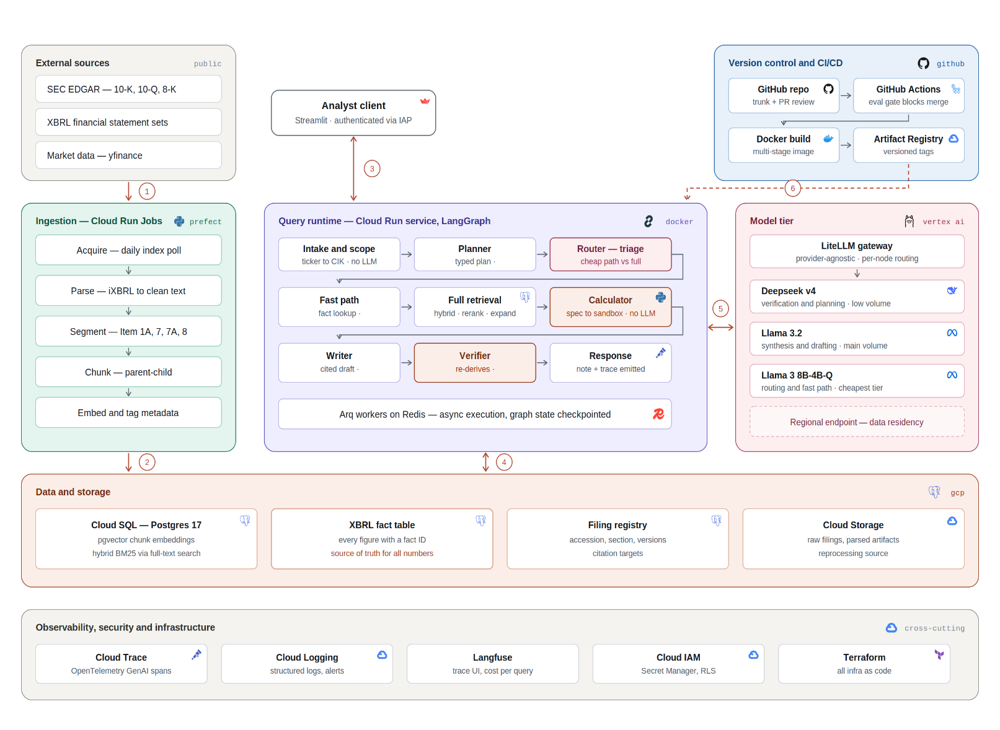 External sources
public
SEC EDGAR — 10-K, 10-Q, 8-K
XBRL financial statement sets
Market data — yfinance
1
Analyst client
Streamlit · authenticated via IAP
3
Version control and CI/CD
github
GitHub repo
trunk + PR review
GitHub Actions
eval gate blocks merge
Docker build
multi-stage image
Artifact Registry
versioned tags
6
Ingestion — Cloud Run Jobs
prefect
Acquire — daily index poll
Parse — iXBRL to clean text
Segment — Item 1A, 7, 7A, 8
Chunk — parent-child
Embed and tag metadata
2
Query runtime — Cloud Run service, LangGraph
docker
Intake and scope
ticker to CIK · no LLM
Planner
typed plan ·
Router — triage
cheap path vs full
Fast path
fact lookup ·
Full retrieval
hybrid · rerank · expand
Calculator
spec to sandbox · no LLM
Writer
cited draft ·
Verifier
re-derives ·
Response
note + trace emitted
Arq workers on Redis — async execution, graph state checkpointed
4
5
Model tier
vertex ai
LiteLLM gateway
provider-agnostic · per-node routing
Deepseek v4
verification and planning · low volume
Llama 3.2
synthesis and drafting · main volume
Llama 3 8B-4B-Q
routing and fast path · cheapest tier
Regional endpoint — data residency
Data and storage
gcp
Cloud SQL — Postgres 17
pgvector chunk embeddings
hybrid BM25 via full-text search
XBRL fact table
every figure with a fact ID
source of truth for all numbers
Filing registry
accession, section, versions
citation targets
Cloud Storage
raw filings, parsed artifacts
reprocessing source
Observability, security and infrastructure
cross-cutting
Cloud Trace
OpenTelemetry GenAI spans
Cloud Logging
structured logs, alerts
Langfuse
trace UI, cost per query
Cloud IAM
Secret Manager, RLS
Terraform
all infra as code